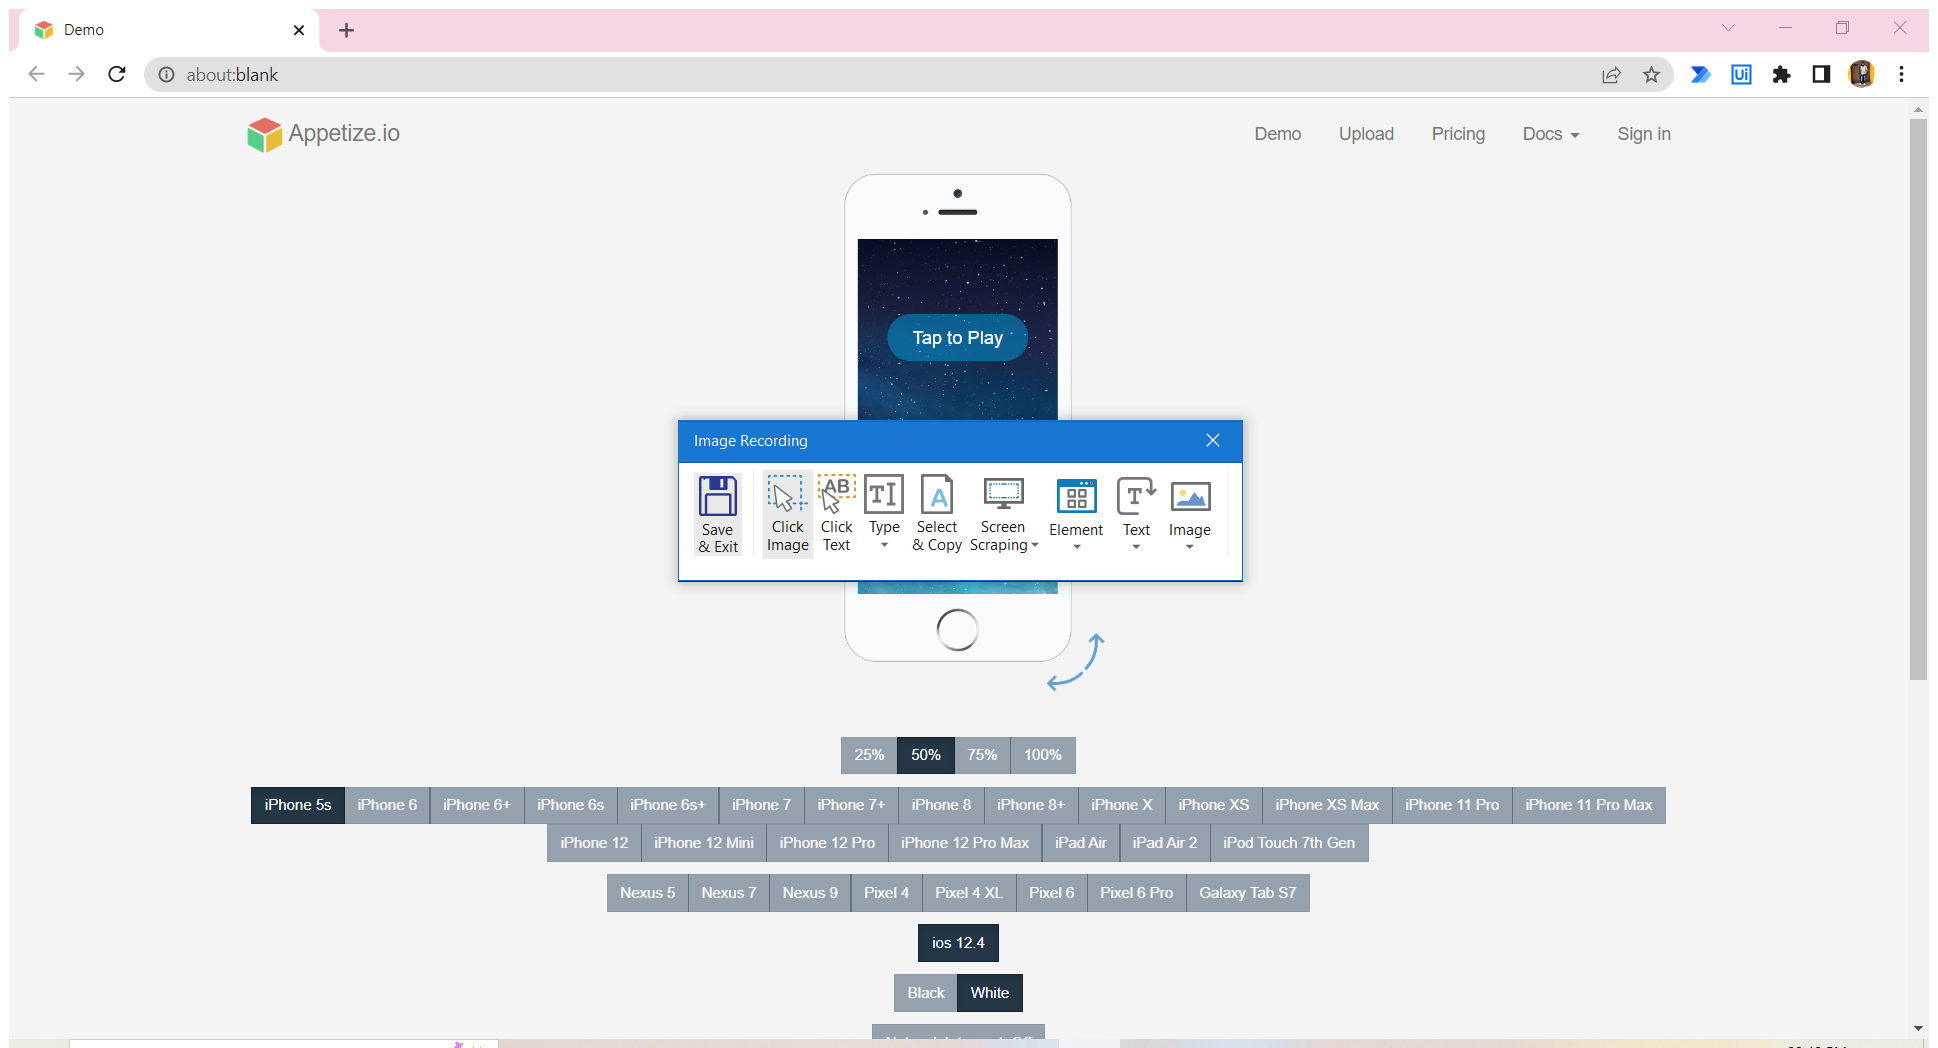 Demo
about:blank
Ui
Appetize.io
Demo Upload Pricing Docs Sign in
Tap to Play
Image Recording
Save & Exit
Click Image
AB
Click Text
TI
Type
A
Select & Copy
Screen Scraping
Element
T
Text
Image
25% 50% 75% 100%
iPhone 5s iPhone 6 iPhone 6+ iPhone 6s iPhone 6s+ iPhone 7 iPhone 7+ iPhone 8 iPhone 8+ iPhone X iPhone XS iPhone XS Max iPhone 11 Pro iPhone 11 Pro Max
iPhone 12 iPhone 12 Mini iPhone 12 Pro iPhone 12 Pro Max iPad Air iPad Air 2 iPod Touch 7th Gen
Nexus 5 Nexus 7 Nexus 9 Pixel 4 Pixel 4 XL Pixel 6 Pixel 6 Pro Galaxy Tab S7
ios 12.4
Black White